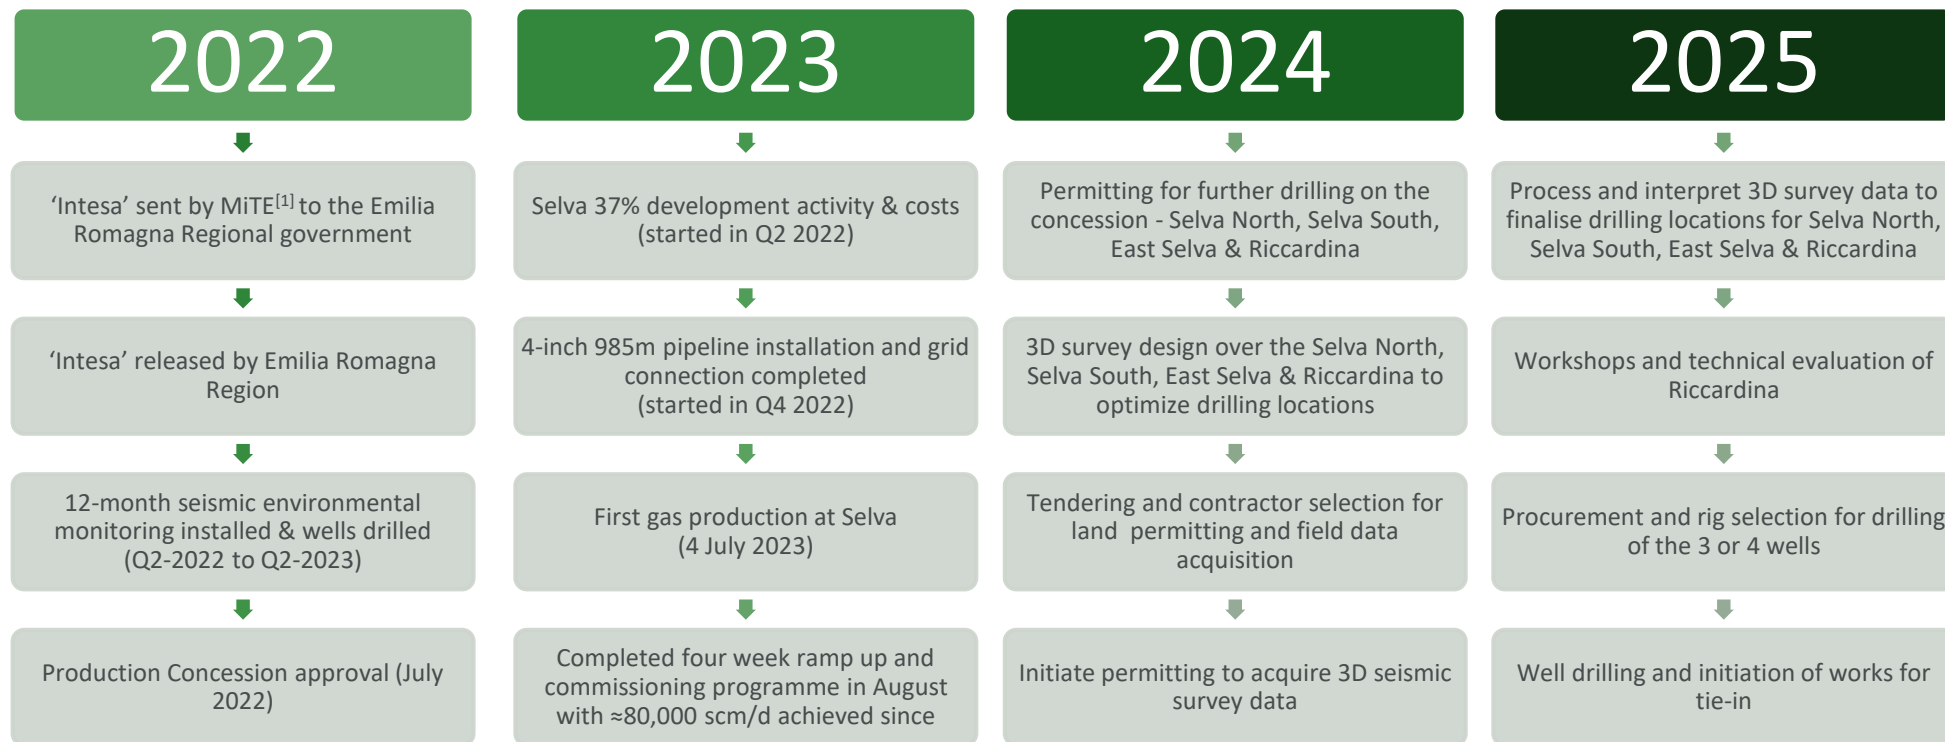 2022
'Intesa' sent by MiTE[1] to the Emilia
Romagna Regional government
'Intesa' released by Emilia Romagna
Region
12-month seismic environmental
monitoring installed & wells drilled
(Q2-2022 to Q2-2023)
Production Concession approval (July
2022)
2023
Selva 37% development activity & costs
(started in Q2 2022)
4-inch 985m pipeline installation and grid
connection completed
(started in Q4 2022)
First gas production at Selva
(4 July 2023)
Completed four week ramp up and
commissioning programme in August
with ≈80,000 scm/d achieved since
2024
Permitting for further drilling on the
concession - Selva North, Selva South,
East Selva & Riccardina
3D survey design over the Selva North,
Selva South, East Selva & Riccardina to
optimize drilling locations
Tendering and contractor selection for
land permitting and field data
acquisition
Initiate permitting to acquire 3D seismic
survey data
2025
Process and interpret 3D survey data to
finalise drilling locations for Selva North,
Selva South, East Selva & Riccardina
Workshops and technical evaluation of
Riccardina
Procurement and rig selection for drilling
of the 3 or 4 wells
Well drilling and initiation of works for
tie-in